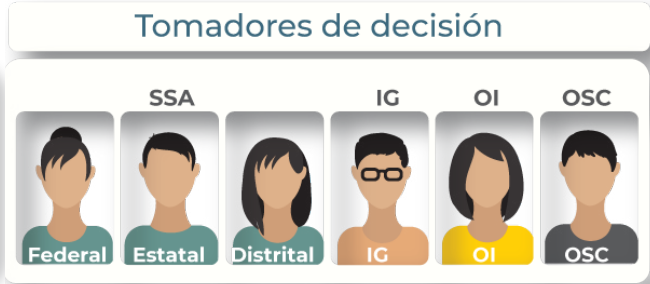 Tomadores de decisión
SSA IG OI OSC
Federal Estatal Distrital IG OI OSC